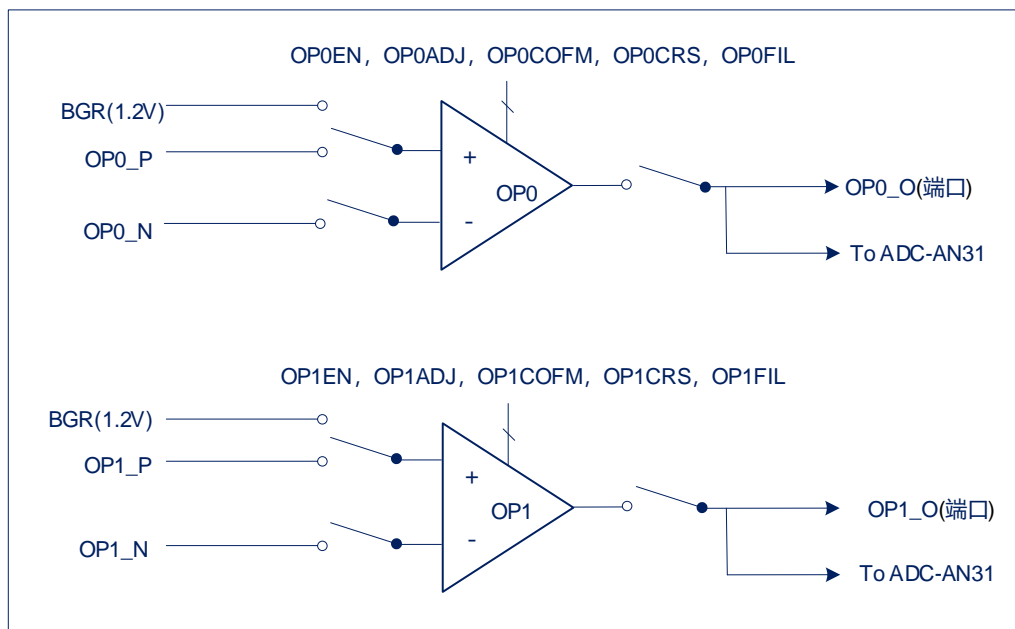 OP0EN，OP0ADJ，OP0COFM，OP0CRS，OP0FIL
BGR(1.2V)
OP0_P
+
OP0
OP0_O(端口)
OP0_N
-
To ADC-AN31
OP1EN，OP1ADJ，OP1COFM，OP1CRS，OP1FIL
BGR(1.2V)
OP1_P
+
OP1
OP1_O(端口)
OP1_N
-
To ADC-AN31